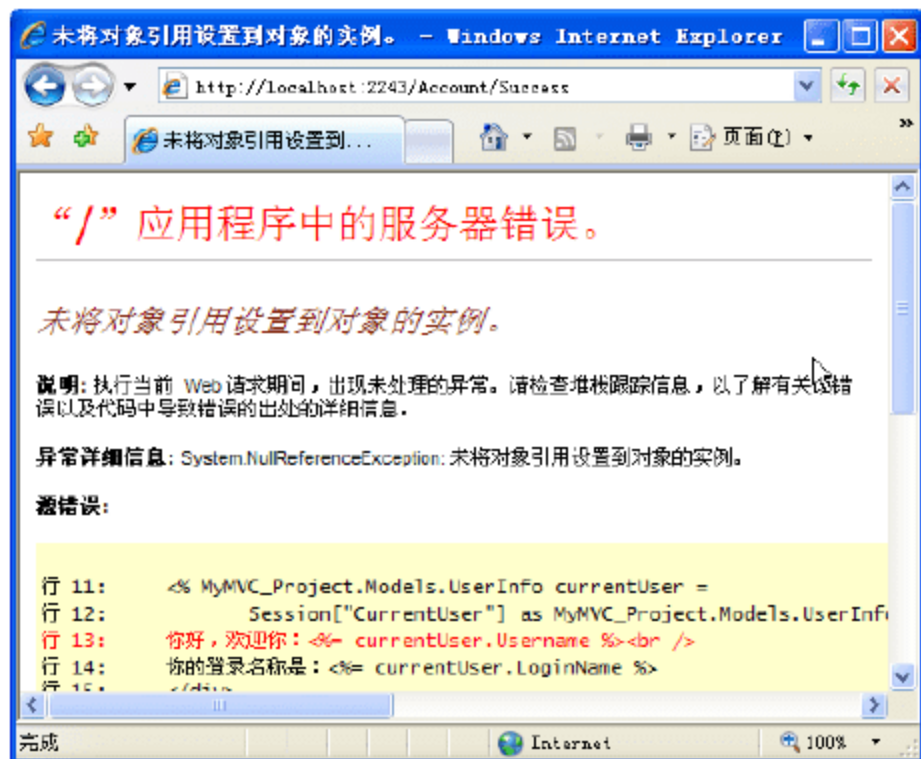 未将对象引用设置到对象的实例。 - Windows Internet Explorer
http://localhost:2243/Account/Success
未将对象引用设置到... 页面(P)
“/”应用程序中的服务器错误。
未将对象引用设置到对象的实例。
说明: 执行当前 Web 请求期间，出现未处理的异常。请检查堆栈跟踪信息，以了解有关该错
误以及代码中导致错误的出处的详细信息。
异常详细信息: System.NullReferenceException: 未将对象引用设置到对象的实例。
源错误:
行 11: <% MyMVC_Project.Models.UserInfo currentUser =
行 12: Session["CurrentUser"] as MyMVC_Project.Models.UserInfo
行 13: 你好，欢迎你：<%= currentUser.Username %><br />
行 14: 你的登录名称是：<%= currentUser.LoginName %>
行 15: </div>
完成 Internet 100%